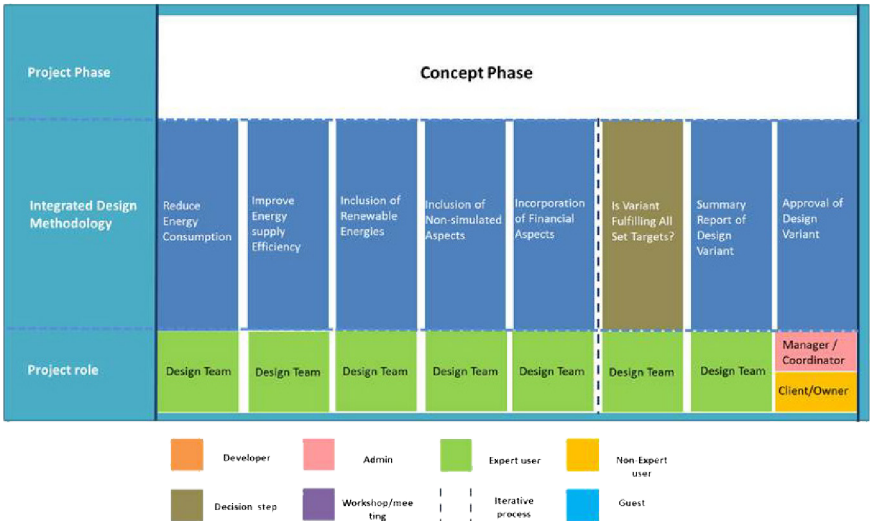 Project Phase
Concept Phase
Integrated Design
Methodology
Reduce
Energy
Consumption
Improve
Energy
supply
Efficiency
Inclusion of
Renewable
Energies
Inclusion of
Non-simulated
Aspects
Incorporation
of Financial
Aspects
Is Variant
Fulfilling All
Set Targets?
Summary
Report of
Design
Variant
Approval of
Design
Variant
Project role
Design Team
Design Team
Design Team
Design Team
Design Team
Design Team
Design Team
Manager /
Coordinator
Client/Owner
Developer
Admin
Expert user
Non-Expert
user
Decision step
Workshop/mee
ting
Iterative
process
Guest